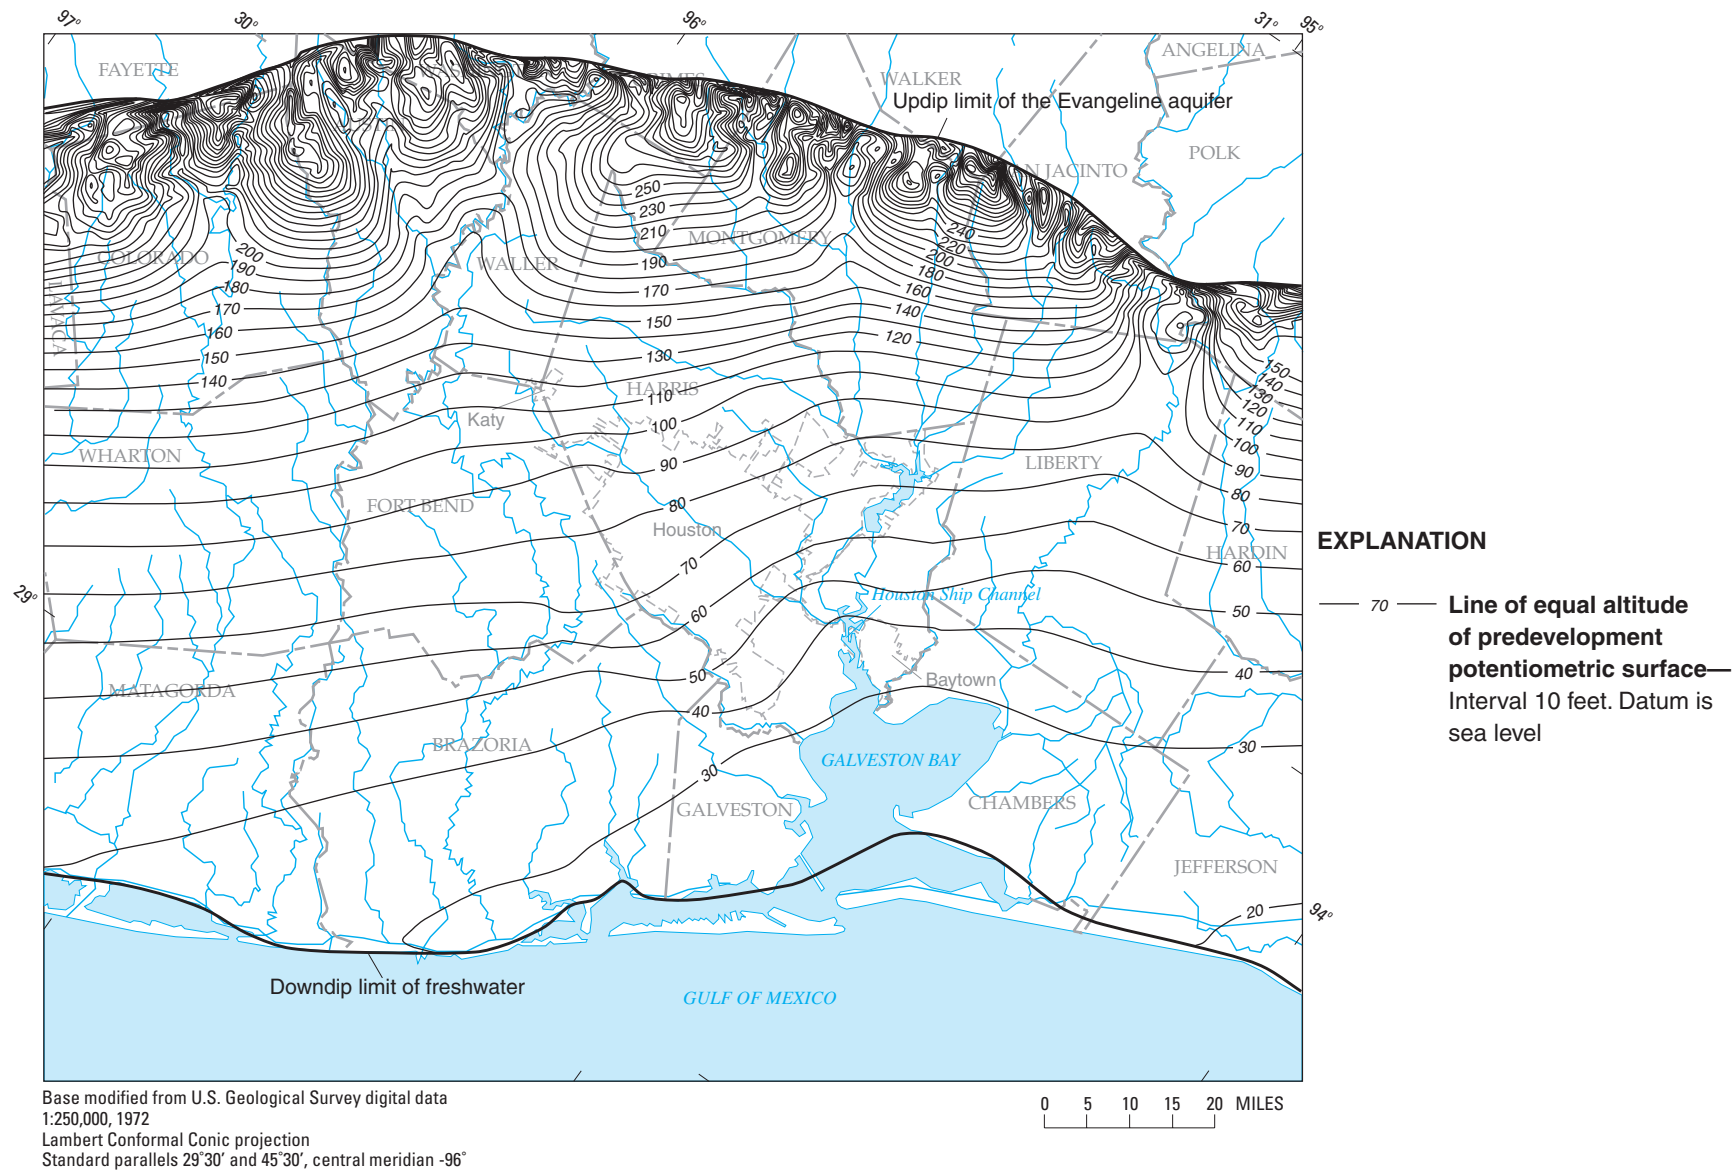 97° 30° 96° 31° 95°
ANGELINA
FAYETTE
WALKER
Updip limit of the Evangeline aquifer
POLK
N JACINTO
250
230
210
MONTGOMERY
190
170
150
130
110
100
90
80
70
60
50
40
30
240
220
200
180
160
140
120
COLORADO
200
190
180
170
160
150
140
WALLER
LAVACA
HARRIS
Katy
WHARTON
FORT BEND
Houston
LIBERTY
150
140
130
120
110
100
90
80
70
HARDIN
60
50
40
30
29°
Houston Ship Channel
Baytown
MATAGORDA
BRAZORIA
GALVESTON BAY
GALVESTON
CHAMBERS
JEFFERSON
20
94°
Downdip limit of freshwater
GULF OF MEXICO
EXPLANATION
70 Line of equal altitude
of predevelopment
potentiometric surface—
Interval 10 feet. Datum is
sea level
Base modified from U.S. Geological Survey digital data
1:250,000, 1972
Lambert Conformal Conic projection
Standard parallels 29°30′ and 45°30′, central meridian -96°
0 5 10 15 20 MILES